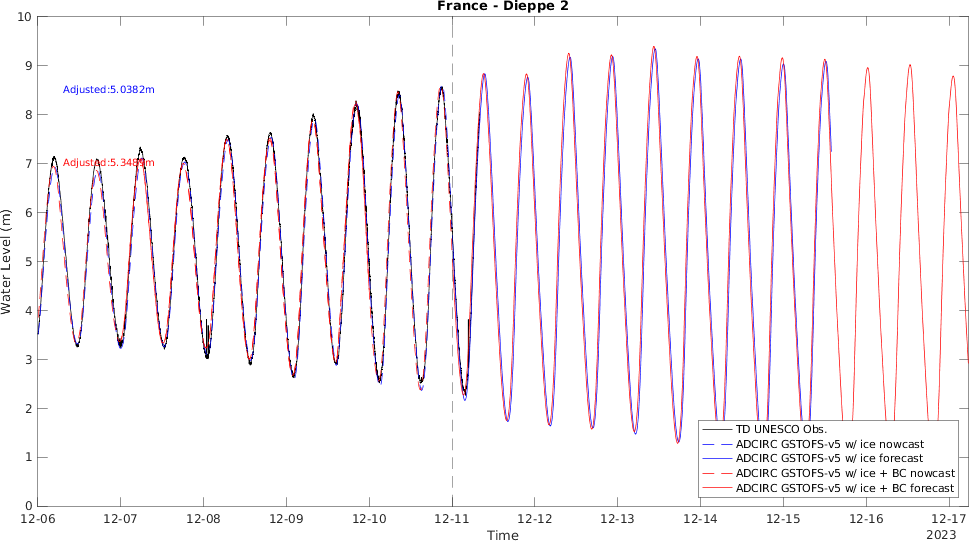 France - Dieppe 2
Water Level (m)
10
9
8
7
6
5
4
3
2
1
0
Adjusted:5.0382m
Adjusted:5.3489m
TD UNESCO Obs.
ADCIRC GSTOFS-v5 w/ ice nowcast
ADCIRC GSTOFS-v5 w/ ice forecast
ADCIRC GSTOFS-v5 w/ ice + BC nowcast
ADCIRC GSTOFS-v5 w/ ice + BC forecast
12-06 12-07 12-08 12-09 12-10 12-11 12-12 12-13 12-14 12-15 12-16 12-17
Time
2023